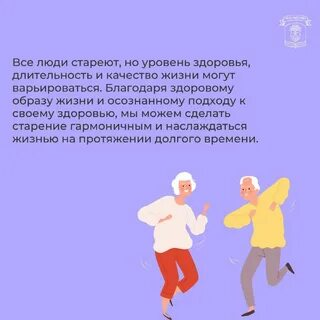 Все люди стареют, но уровень здоровья,
длительность и качество жизни могут
варьироваться. Благодаря здоровому
образу жизни и осознанному подходу к
своему здоровью, мы можем сделать
старение гармоничным и наслаждаться
жизнью на протяжении долгого времени.